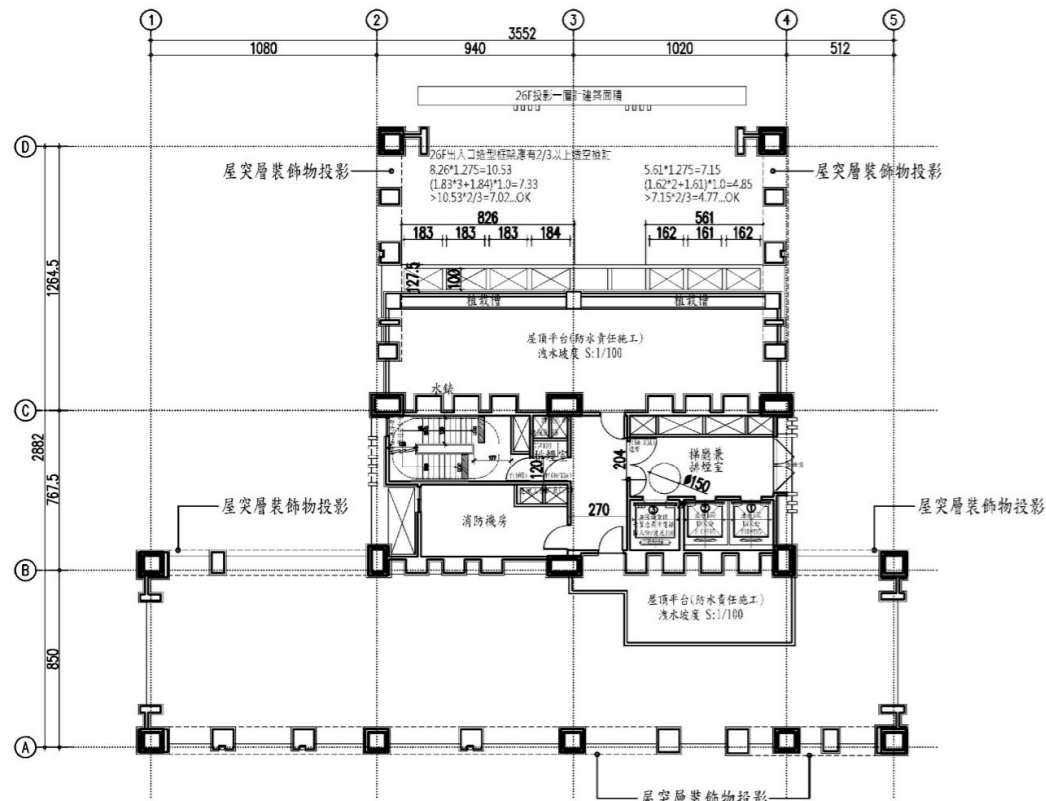 1
2
3
4
5
3552
1080
940
1020
512
26F投影一層計建築面積
D
屋突層裝飾物投影
26F出入口造型框架應有2/3以上鏤空檢討
8.26*1.275=10.53
(1.83*3+1.84)*1.0=7.33
>10.53*2/3=7.02...OK
5.61*1.275=7.15
(1.62*2+1.61)*1.0=4.85
>7.15*2/3=4.77...OK
屋突層裝飾物投影
826
561
183
183
183
184
162
161
162
1264.5
127.5
100
植栽槽
植栽槽
屋頂平台(防水責任施工)
洩水坡度 S:1/100
水錶
C
2882
767.5
排煙室
120
204
梯廳兼
排煙室
ø150
屋突層裝飾物投影
消防機房
270
③
②
①
屋突層裝飾物投影
B
屋頂平台(防水責任施工)
洩水坡度 S:1/100
850
A
屋突層裝飾物投影